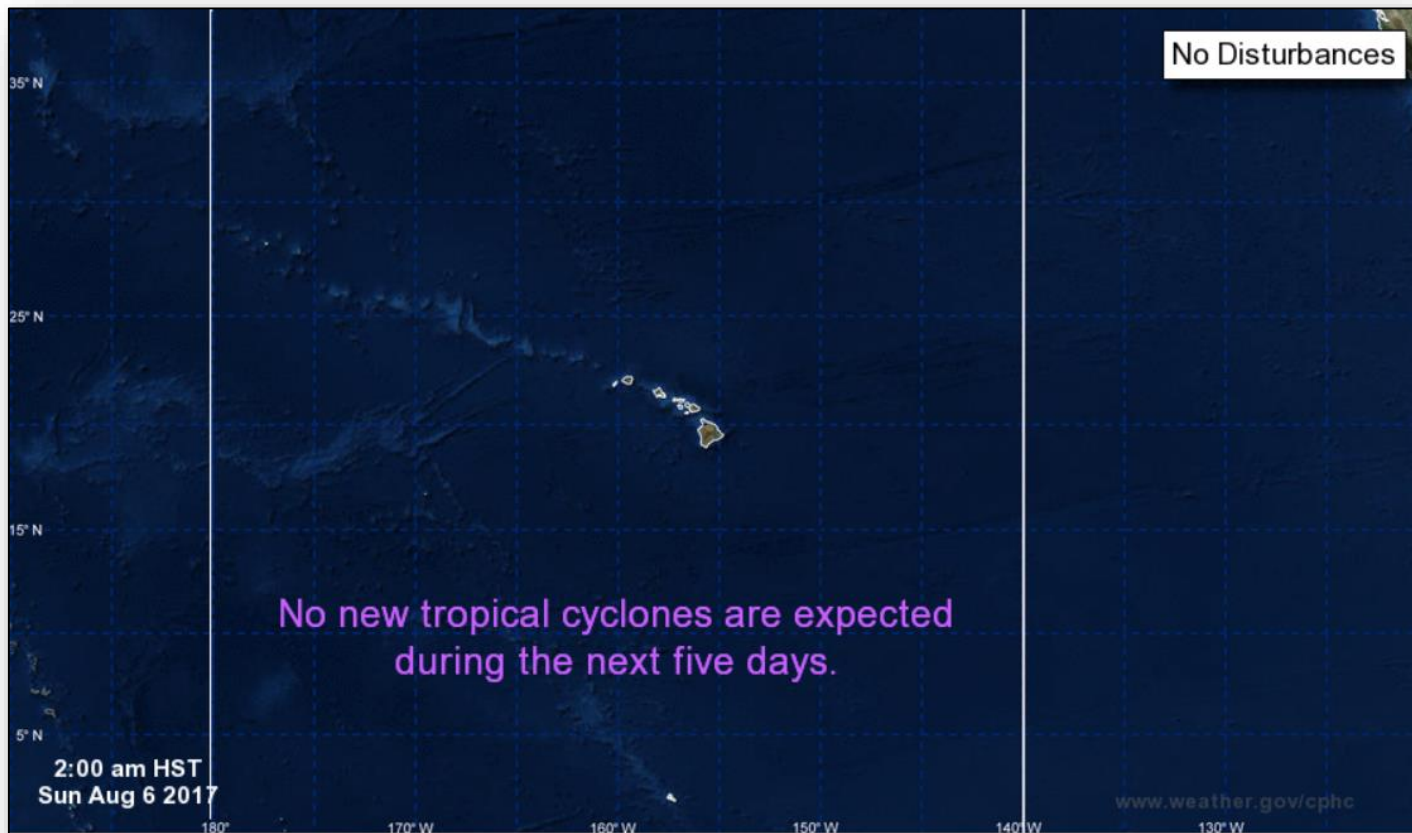 No Disturbances
35° N
25° N
15° N
No new tropical cyclones are expected
during the next five days.
5° N
2:00 am HST
Sun Aug 6 2017
www.weather.gov/cphc
180°
170° W
160° W
150° W
140° W
130° W